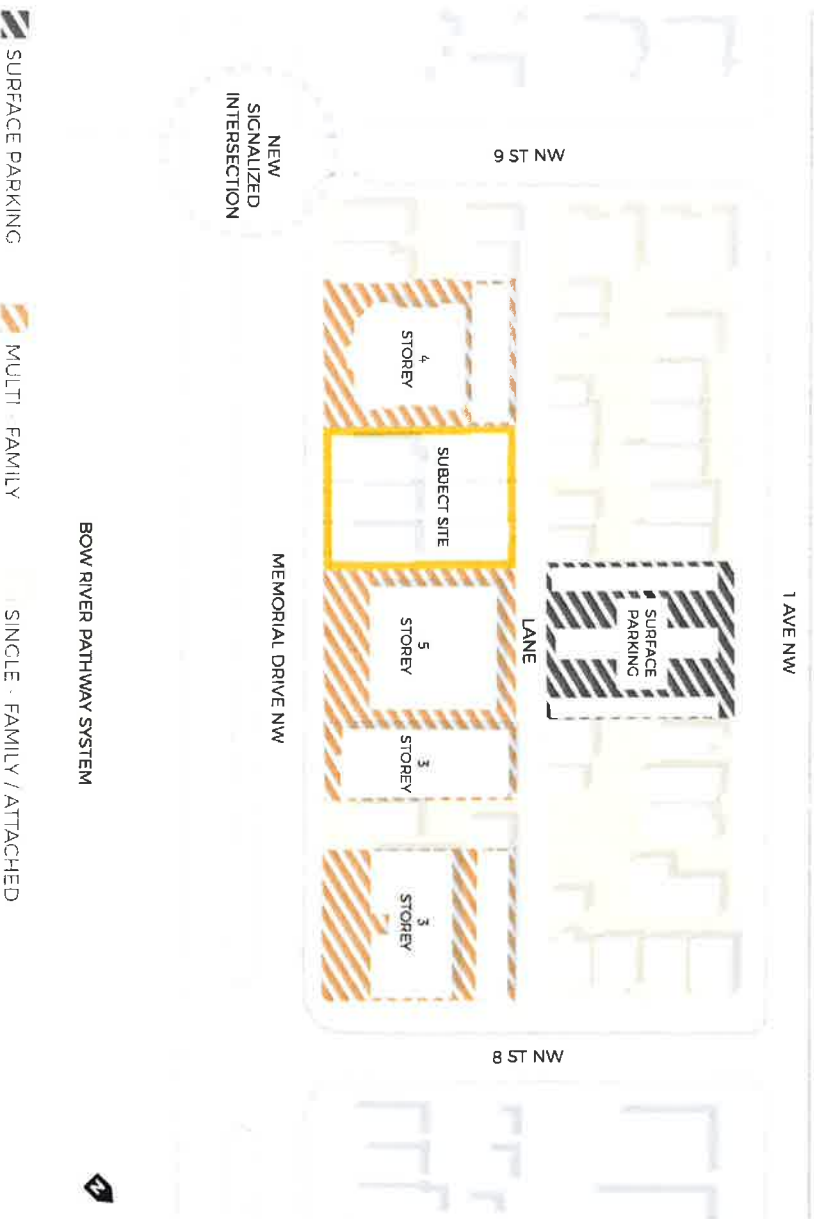 1 AVE NW
SURFACE
PARKING
LANE
9 ST NW
8 ST NW
4
STOREY
SUBJECT SITE
5
STOREY
3
STOREY
3
STOREY
MEMORIAL DRIVE NW
NEW
SIGNALIZED
INTERSECTION
BOW RIVER PATHWAY SYSTEM
SURFACE PARKING
MULTI - FAMILY
SINGLE - FAMILY / ATTACHED
N